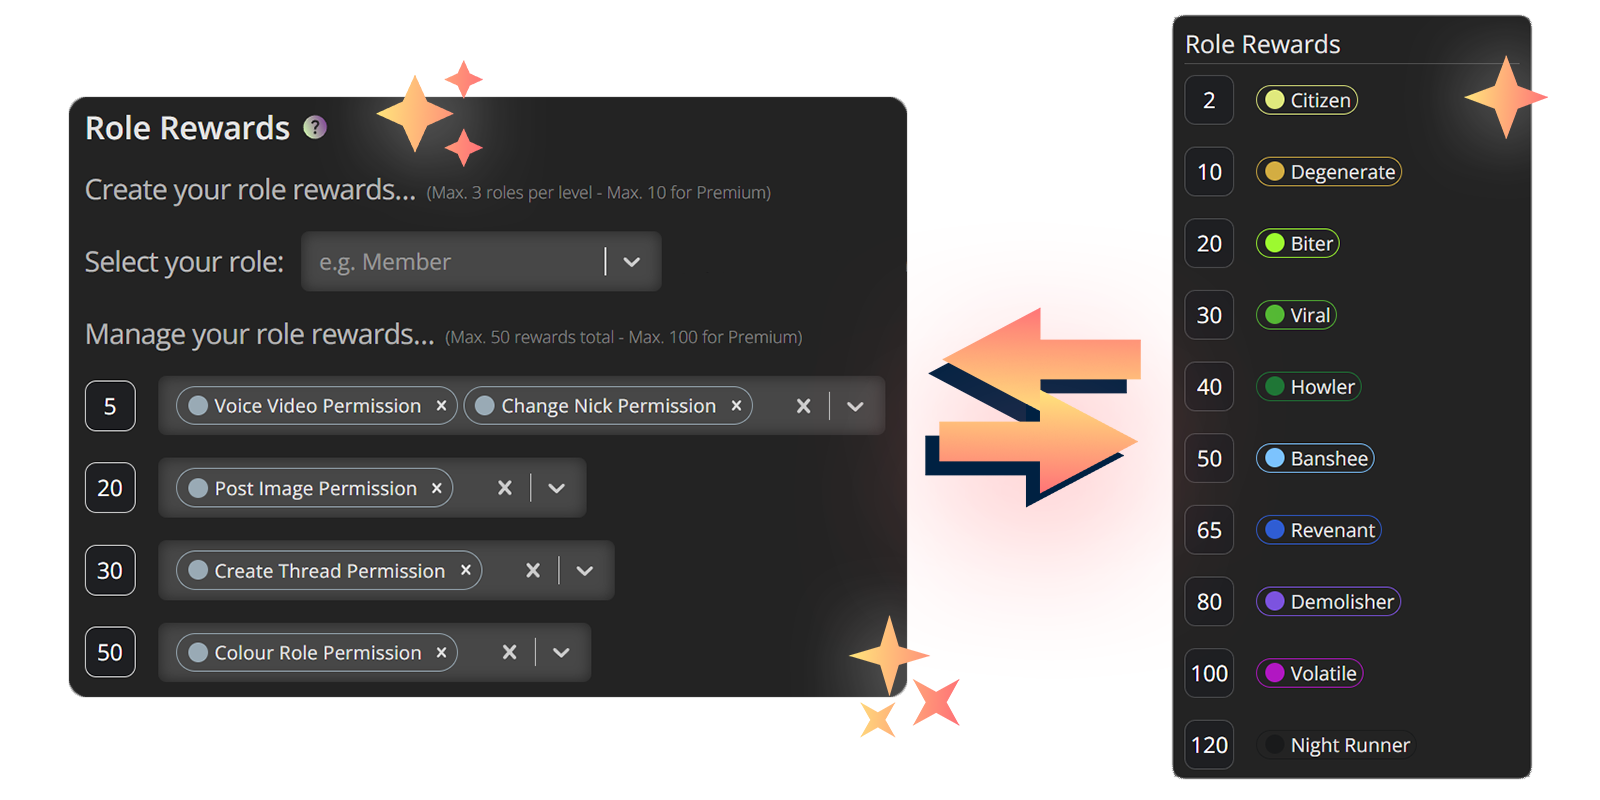 Role Rewards ?
Create your role rewards... (Max. 3 roles per level - Max. 10 for Premium)
Select your role: e.g. Member
Manage your role rewards... (Max. 50 rewards total - Max. 100 for Premium)
5 Voice Video Permission × Change Nick Permission × ×
20 Post Image Permission × ×
30 Create Thread Permission × ×
50 Colour Role Permission × ×
Role Rewards
2 Citizen
10 Degenerate
20 Biter
30 Viral
40 Howler
50 Banshee
65 Revenant
80 Demolisher
100 Volatile
120 Night Runner